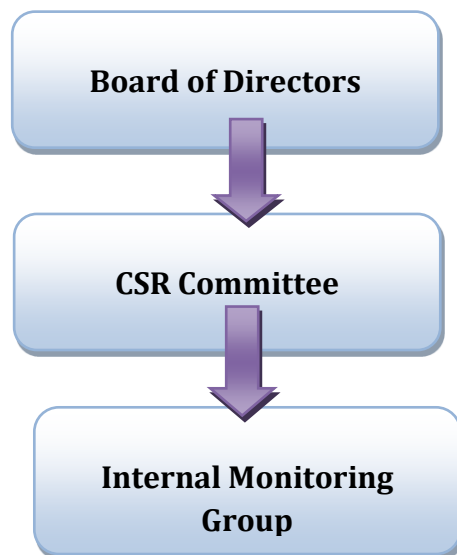 Board of Directors
CSR Committee
Internal Monitoring
Group